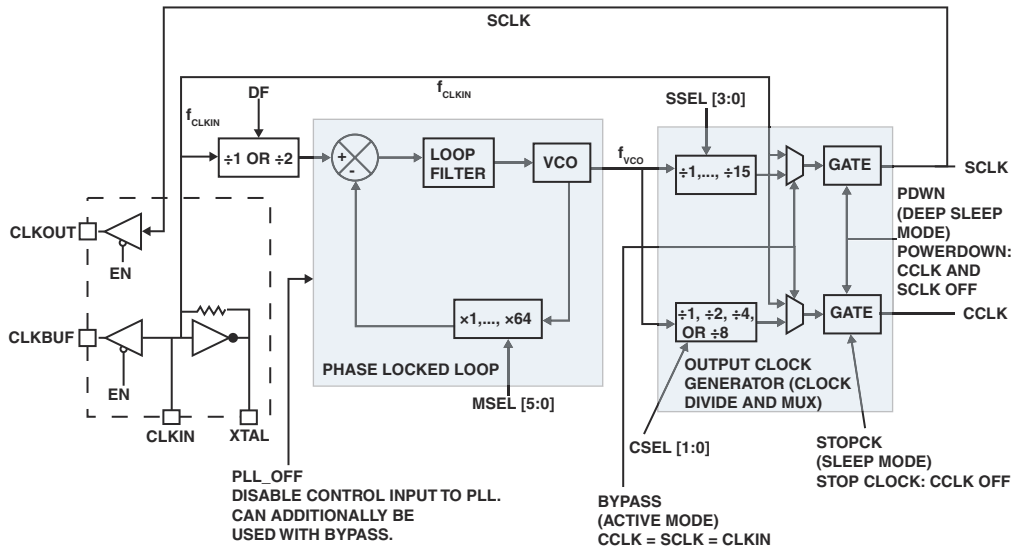 SCLK
f_CLKIN
DF
f_CLKIN
SSEL [3:0]
÷1 OR ÷2
+
-
LOOP
FILTER
VCO
f_VCO
÷1,..., ÷15
GATE
SCLK
PDWN
(DEEP SLEEP
MODE)
POWERDOWN:
CCLK AND
SCLK OFF
CLKOUT
EN
CLKBUF
EN
CLKIN
XTAL
×1,..., ×64
PHASE LOCKED LOOP
MSEL [5:0]
÷1, ÷2, ÷4,
OR ÷8
GATE
CCLK
OUTPUT CLOCK
GENERATOR (CLOCK
DIVIDE AND MUX)
CSEL [1:0]
STOPCK
(SLEEP MODE)
STOP CLOCK: CCLK OFF
PLL_OFF
DISABLE CONTROL INPUT TO PLL.
CAN ADDITIONALLY BE
USED WITH BYPASS.
BYPASS
(ACTIVE MODE)
CCLK = SCLK = CLKIN